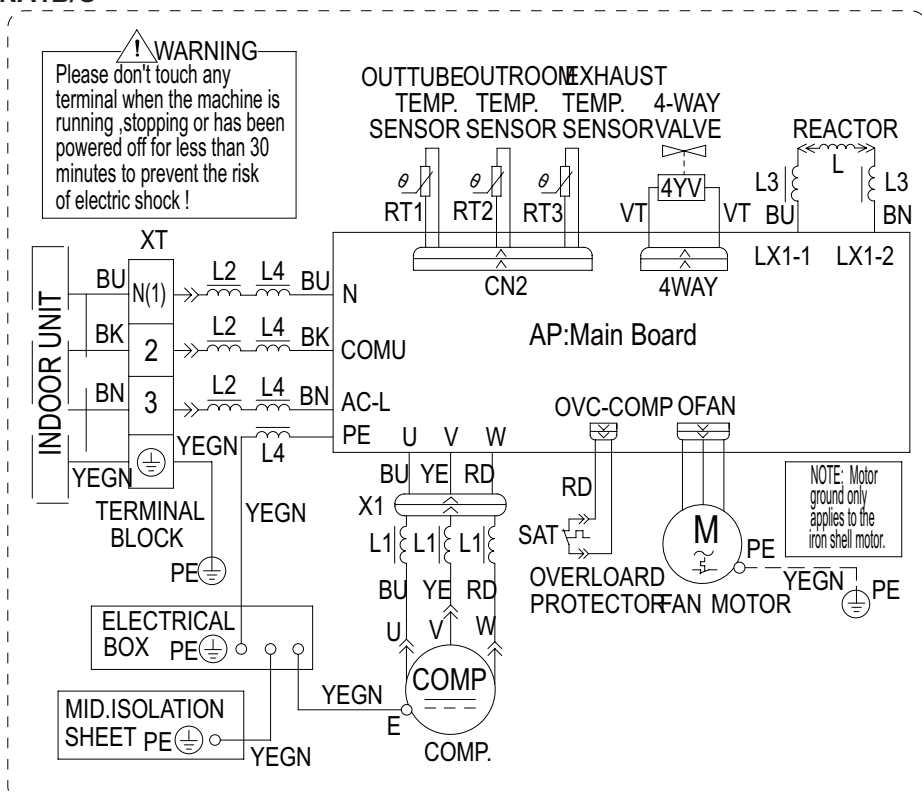 WARNING
Please don't touch any
terminal when the machine is
running ,stopping or has been
powered off for less than 30
minutes to prevent the risk
of electric shock !
OUTTUBE OUTROOM EXHAUST
TEMP. TEMP. TEMP. 4-WAY
SENSOR SENSOR SENSOR VALVE
REACTOR
L
θ θ θ
RT1 RT2 RT3
4YV
VT VT
L3 L3
BU BN
LX1-1 LX1-2
CN2
4WAY
XT
INDOOR UNIT
BU N(1) L2 L4 BU N
BK 2 L2 L4 BK COMU
BN 3 L2 L4 BN AC-L
L4 PE
YEGN YEGN
AP:Main Board
U V W
OVC-COMP OFAN
TERMINAL
BLOCK
PE
YEGN
BU YE RD
X1
L1 L1 L1
BU YE RD
U V W
RD
SAT
OVERLOARD
PROTECTOR
M
FAN MOTOR
PE
YEGN
PE
NOTE: Motor
ground only
applies to the
iron shell motor.
ELECTRICAL
BOX PE
YEGN
COMP
E
COMP.
MID.ISOLATION
SHEET PE
YEGN